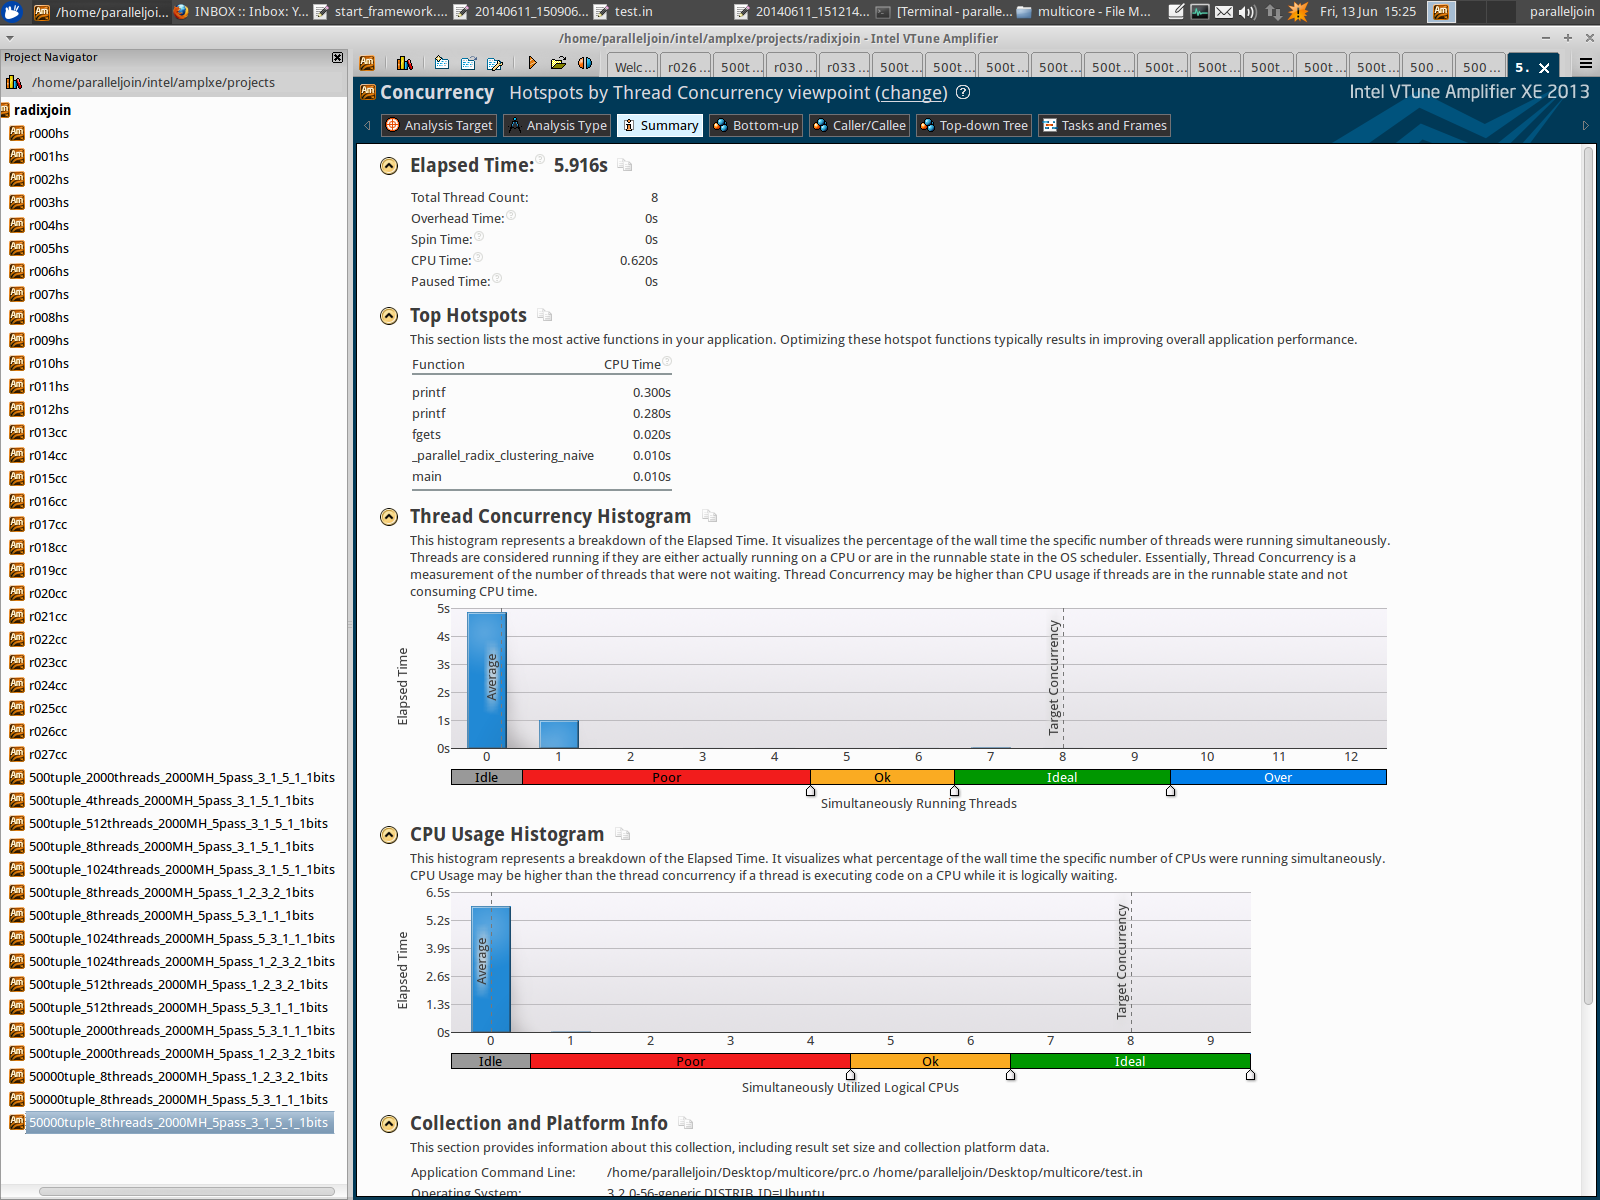 /home/paralleljoi...
INBOX :: Inbox: Y...
start_framework....
20140611_150906...
test.in
20140611_151214...
[Terminal - paralle...
multicore - File M...
Fri, 13 Jun 15:25
paralleljoin
/home/paralleljoin/intel/amplxe/projects/radixjoin - Intel VTune Amplifier
Project Navigator
/home/paralleljoin/intel/amplxe/projects
radixjoin
r000hs
r001hs
r002hs
r003hs
r004hs
r005hs
r006hs
r007hs
r008hs
r009hs
r010hs
r011hs
r012hs
r013cc
r014cc
r015cc
r016cc
r017cc
r018cc
r019cc
r020cc
r021cc
r022cc
r023cc
r024cc
r025cc
r026cc
r027cc
500tuple_2000threads_2000MH_5pass_3_1_5_1_1bits
500tuple_4threads_2000MH_5pass_3_1_5_1_1bits
500tuple_512threads_2000MH_5pass_3_1_5_1_1bits
500tuple_8threads_2000MH_5pass_3_1_5_1_1bits
500tuple_1024threads_2000MH_5pass_3_1_5_1_1bits
500tuple_8threads_2000MH_5pass_1_2_3_2_1bits
500tuple_8threads_2000MH_5pass_5_3_1_1_1bits
500tuple_1024threads_2000MH_5pass_5_3_1_1_1bits
500tuple_1024threads_2000MH_5pass_1_2_3_2_1bits
500tuple_512threads_2000MH_5pass_1_2_3_2_1bits
500tuple_512threads_2000MH_5pass_5_3_1_1_1bits
500tuple_2000threads_2000MH_5pass_5_3_1_1_1bits
500tuple_2000threads_2000MH_5pass_1_2_3_2_1bits
50000tuple_8threads_2000MH_5pass_1_2_3_2_1bits
50000tuple_8threads_2000MH_5pass_5_3_1_1_1bits
50000tuple_8threads_2000MH_5pass_3_1_5_1_1bits
Welc... r026 ... 500t ... r030 ... r033 ... 500t ... 500t ... 500t ... 500t ... 500t ... 500t ... 500t ... 500t ... 500t ... 500t ... 500 ... 500 ... 5.
Concurrency Hotspots by Thread Concurrency viewpoint (change)
Intel VTune Amplifier XE 2013
Analysis Target
Analysis Type
Summary
Bottom-up
Caller/Callee
Top-down Tree
Tasks and Frames
Elapsed Time: 5.916s
Total Thread Count: 8
Overhead Time: 0s
Spin Time: 0s
CPU Time: 0.620s
Paused Time: 0s
Top Hotspots
This section lists the most active functions in your application. Optimizing these hotspot functions typically results in improving overall application performance.
Function CPU Time
printf 0.300s
printf 0.280s
fgets 0.020s
_parallel_radix_clustering_naive 0.010s
main 0.010s
Thread Concurrency Histogram
This histogram represents a breakdown of the Elapsed Time. It visualizes the percentage of the wall time the specific number of threads were running simultaneously.
Threads are considered running if they are either actually running on a CPU or are in the runnable state in the OS scheduler. Essentially, Thread Concurrency is a
measurement of the number of threads that were not waiting. Thread Concurrency may be higher than CPU usage if threads are in the runnable state and not
consuming CPU time.
Elapsed Time
5s
4s
3s
2s
1s
0s
Average
Target Concurrency
0 1 2 3 4 5 6 7 8 9 10 11 12
Idle Poor Ok Ideal Over
Simultaneously Running Threads
CPU Usage Histogram
This histogram represents a breakdown of the Elapsed Time. It visualizes what percentage of the wall time the specific number of CPUs were running simultaneously.
CPU Usage may be higher than the thread concurrency if a thread is executing code on a CPU while it is logically waiting.
Elapsed Time
6.5s
5.2s
3.9s
2.6s
1.3s
0s
Average
Target Concurrency
0 1 2 3 4 5 6 7 8 9
Idle Poor Ok Ideal
Simultaneously Utilized Logical CPUs
Collection and Platform Info
This section provides information about this collection, including result set size and collection platform data.
Application Command Line: /home/paralleljoin/Desktop/multicore/prc.o /home/paralleljoin/Desktop/multicore/test.in
Operating System: 3.2.0-56-generic DISTRIB_ID=Ubuntu